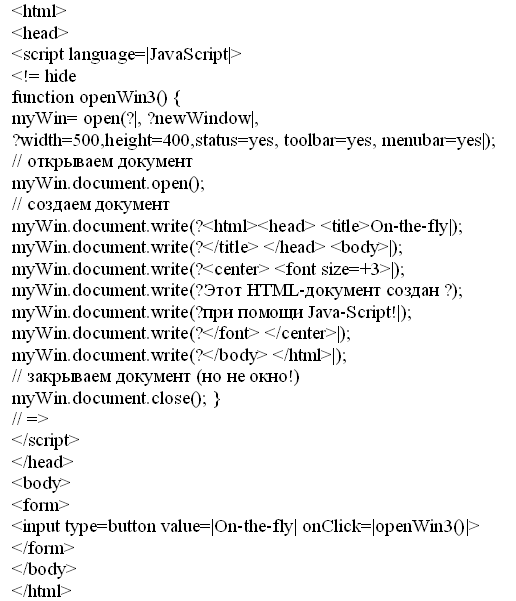 <html>
<head>
<script language=|JavaScript|>
<!= hide
function openWin3() {
myWin= open(?|, ?newWindow|,
?width=500,height=400,status=yes, toolbar=yes, menubar=yes|);
// открываем документ
myWin.document.open();
// создаем документ
myWin.document.write(?<html><head> <title>On-the-fly|);
myWin.document.write(?</title> </head> <body>|);
myWin.document.write(?<center> <font size=+3>|);
myWin.document.write(?Этот HTML-документ создан ?);
myWin.document.write(?при помощи Java-Script!|);
myWin.document.write(?</font> </center>|);
myWin.document.write(?</body> </html>|);
// закрываем документ (но не окно!)
myWin.document.close(); }
// =>
</script>
</head>
<body>
<form>
<input type=button value=|On-the-fly| onClick=|openWin3()|>
</form>
</body>
</html>